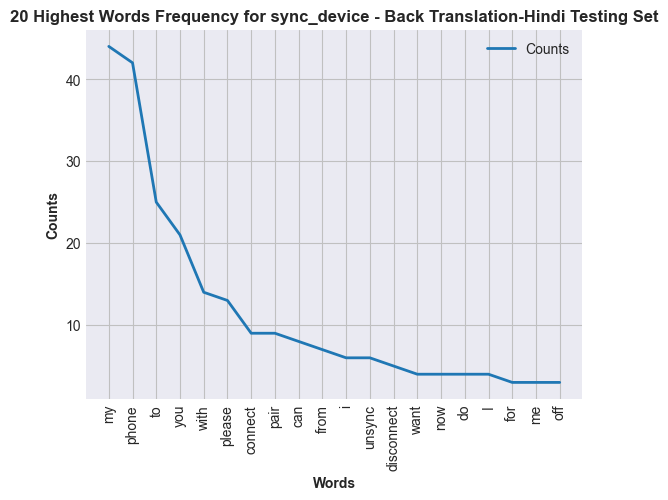 20 Highest Words Frequency for sync_device - Back Translation-Hindi Testing Set
Counts
40
30
20
10
Counts
my
phone
to
you
with
please
connect
pair
can
from
i
unsync
disconnect
want
now
do
I
for
me
off
Words